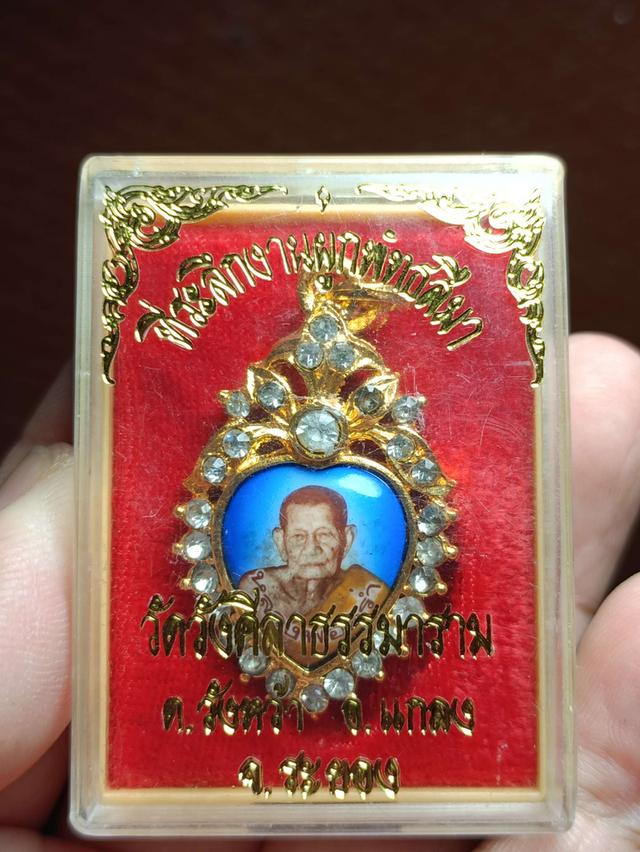 ที่ระลึกงานผูกพัทธสีมา
วัดวังศิลาธรรมาราม
ต.วังหว้า อ.แกลง
จ.ระยอง